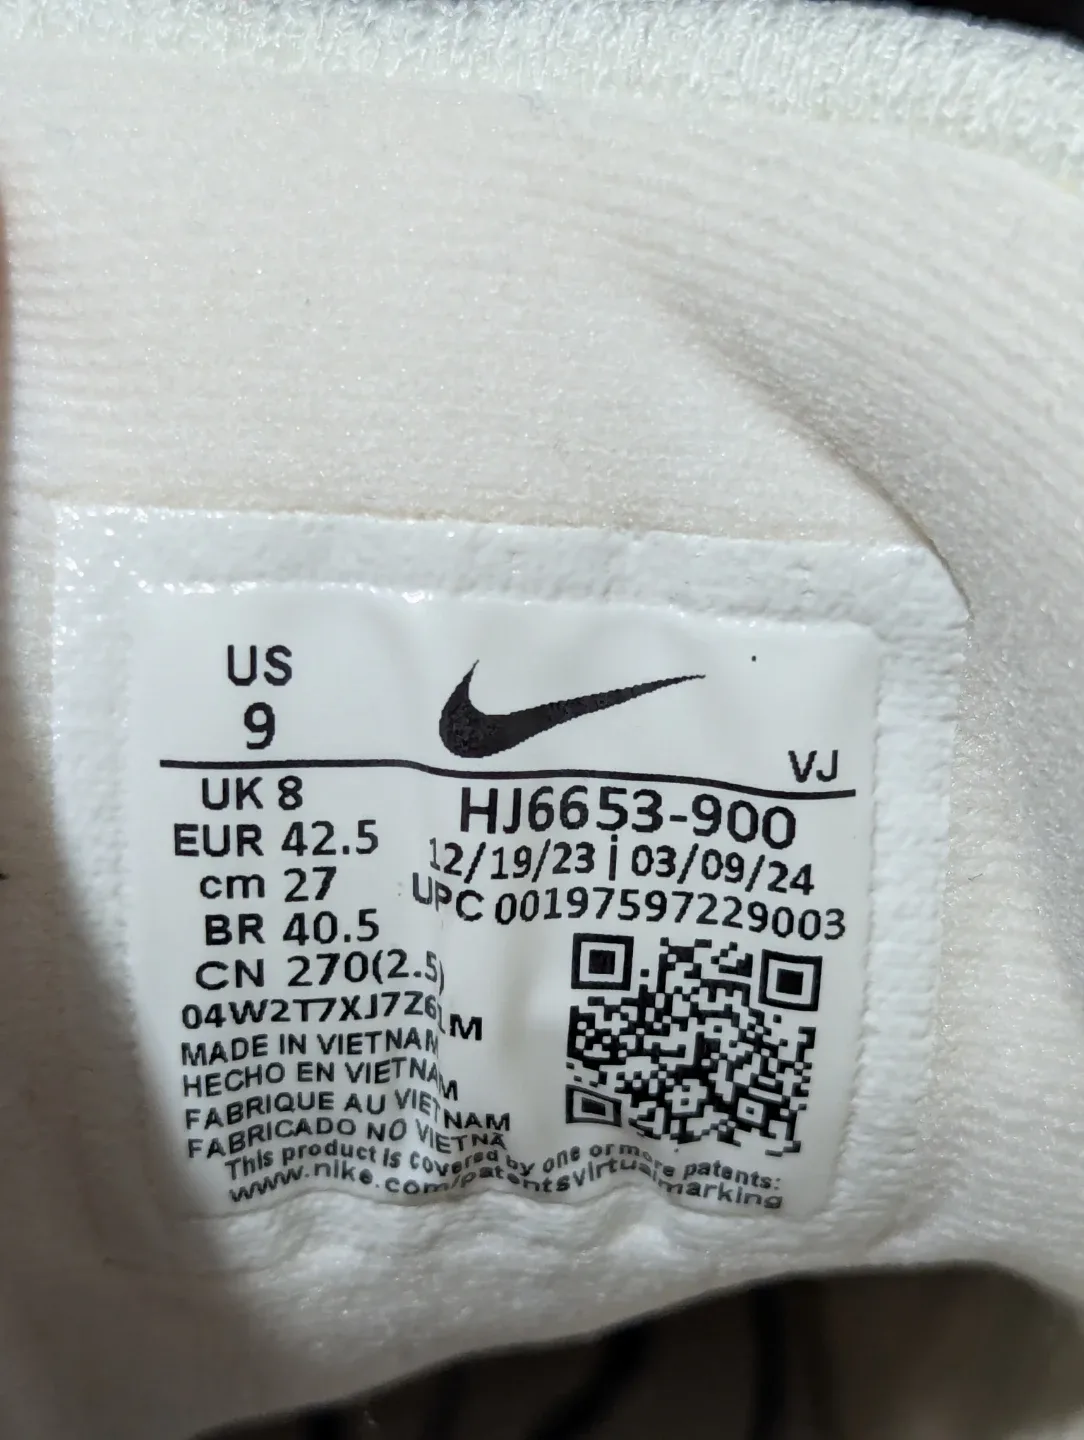 US
9
VJ
UK 8
EUR 42.5
cm 27
BR 40.5
CN 270(2.5)
HJ6653-900
12/19/23 | 03/09/24
UPC 00197597229003
04W2T7XJ7Z6LM
MADE IN VIETNAM
HECHO EN VIETNAM
FABRIQUE AU VIETNAM
FABRICADO NO VIETNÃ
This product is covered by one or more patents:
www.nike.com/patentsvirtualmarking